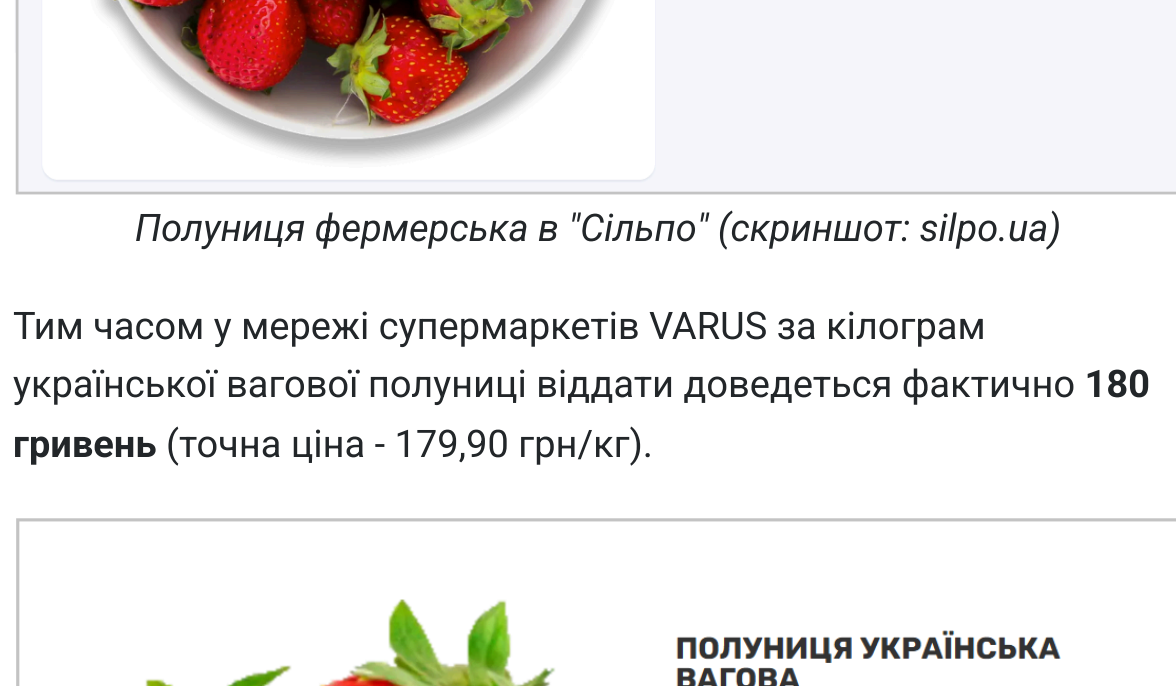 Полуниця фермерська в "Сільпо" (скриншот: silpo.ua)
Тим часом у мережі супермаркетів VARUS за кілограм
української вагової полуниці віддати доведеться фактично 180
гривень (точна ціна - 179,90 грн/кг).
ПОЛУНИЦЯ УКРАЇНСЬКА
ВАГОВА